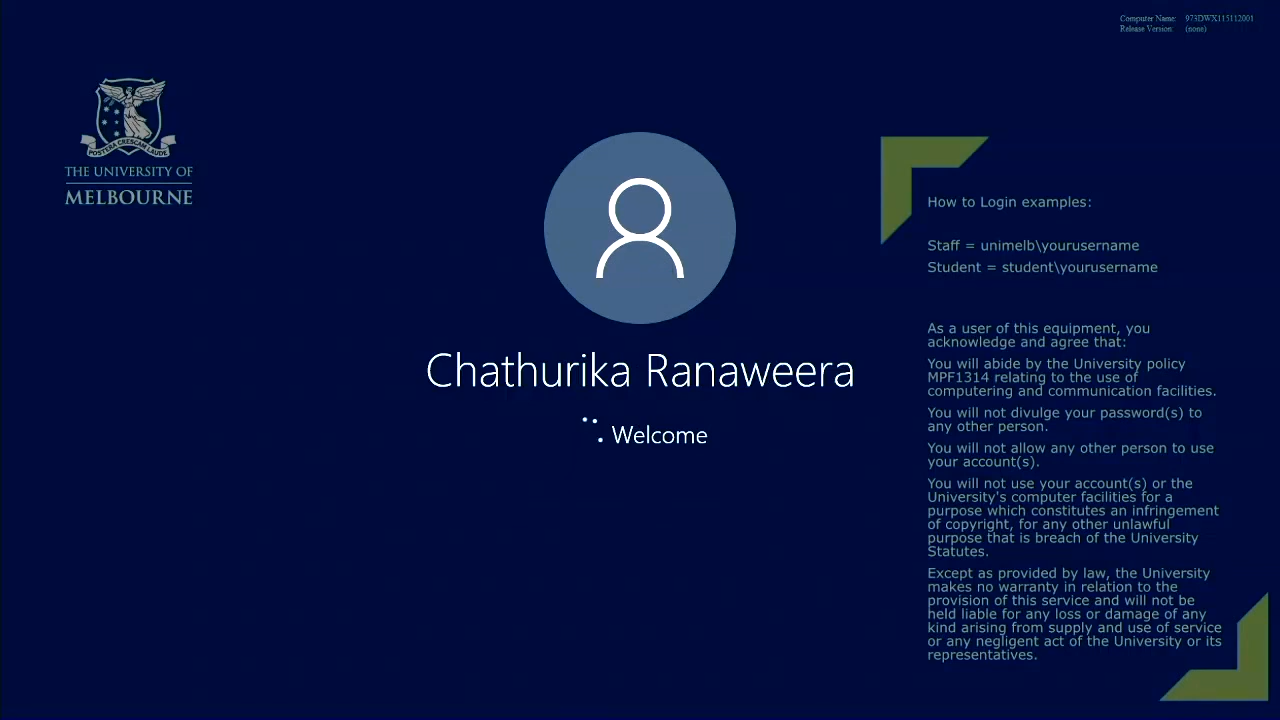 Computer Name: 973DWX115112001
Release Version: (none)
POSTERA CRESCAM LAUDE
THE UNIVERSITY OF
MELBOURNE
Chathurika Ranaweera
Welcome
How to Login examples:
Staff = unimelb\yourusername
Student = student\yourusername
As a user of this equipment, you
acknowledge and agree that:
You will abide by the University policy
MPF1314 relating to the use of
computering and communication facilities.
You will not divulge your password(s) to
any other person.
You will not allow any other person to use
your account(s).
You will not use your account(s) or the
University's computer facilities for a
purpose which constitutes an infringement
of copyright, for any other unlawful
purpose that is breach of the University
Statutes.
Except as provided by law, the University
makes no warranty in relation to the
provision of this service and will not be
held liable for any loss or damage of any
kind arising from supply and use of service
or any negligent act of the University or its
representatives.